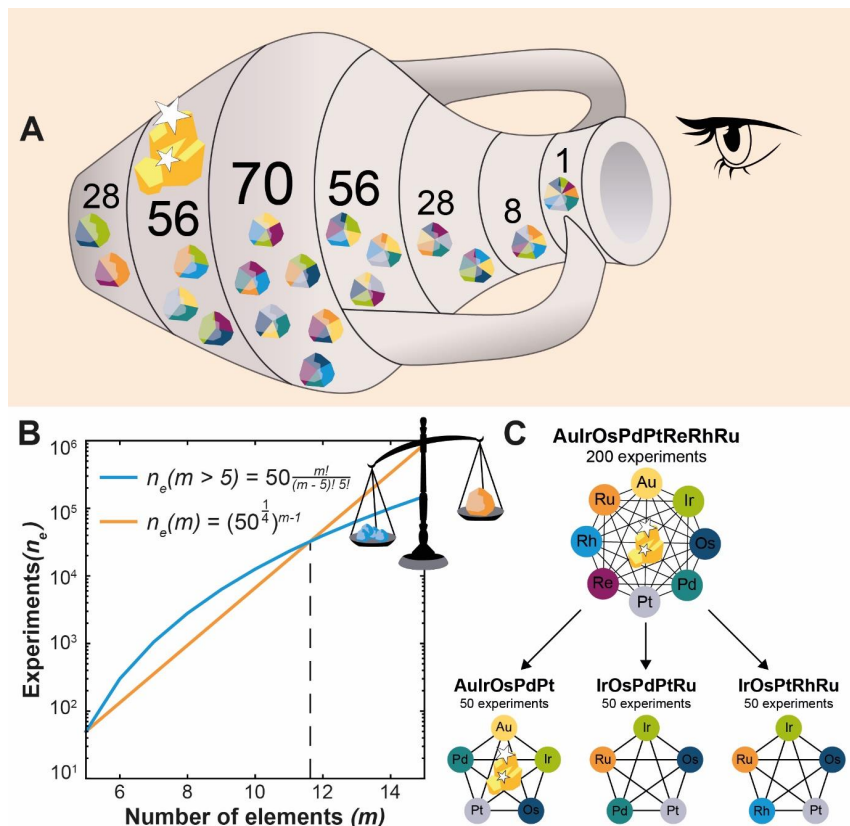 A
28
56
70
56
28
8
1
B
10^6
10^5
10^4
10^3
10^2
10^1
Experiments(n_e)
n_e(m > 5) = 50 m!/((m - 5)! 5!)
n_e(m) = (50^(1/4))^(m-1)
6 8 10 12 14
Number of elements (m)
C
AuIrOsPdPtReRhRu
200 experiments
Au
Ru Ir
Rh Os
Re Pd
Pt
AuIrOsPdPt
50 experiments
Au
Pd Ir
Pt Os
IrOsPdPtRu
50 experiments
Ir
Ru Os
Pd Pt
IrOsPtRhRu
50 experiments
Ir
Ru Os
Rh Pt